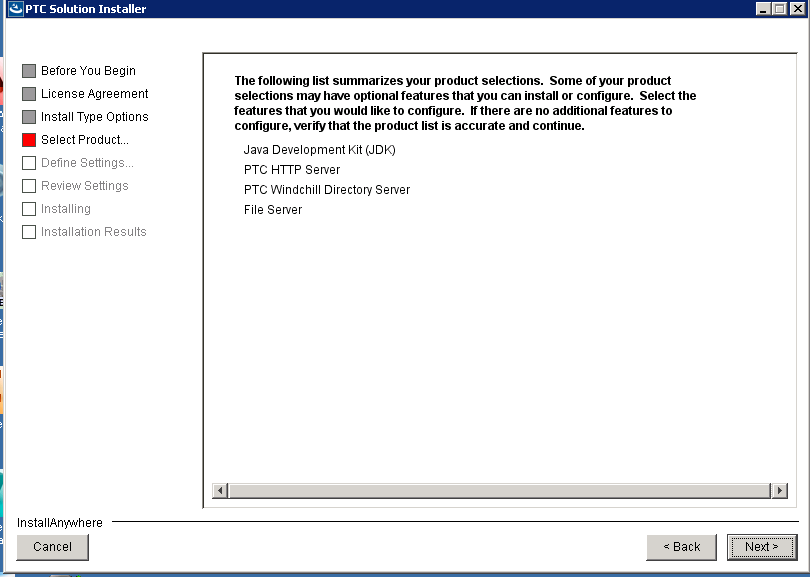 PTC Solution Installer
Before You Begin
License Agreement
Install Type Options
Select Product...
Define Settings...
Review Settings
Installing
Installation Results
The following list summarizes your product selections.  Some of your product
selections may have optional features that you can install or configure.  Select the
features that you would like to configure.  If there are no additional features to
configure, verify that the product list is accurate and continue.
Java Development Kit (JDK)
PTC HTTP Server
PTC Windchill Directory Server
File Server
InstallAnywhere
Cancel
< Back
Next >